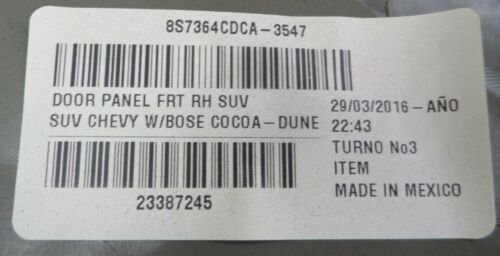 8S7364CDCA-3547
DOOR PANEL FRT RH SUV
SUV CHEVY W/BOSE COCOA-DUNE
23387245
29/03/2016-AÑO
22:43
TURNO No3
ITEM
MADE IN MEXICO